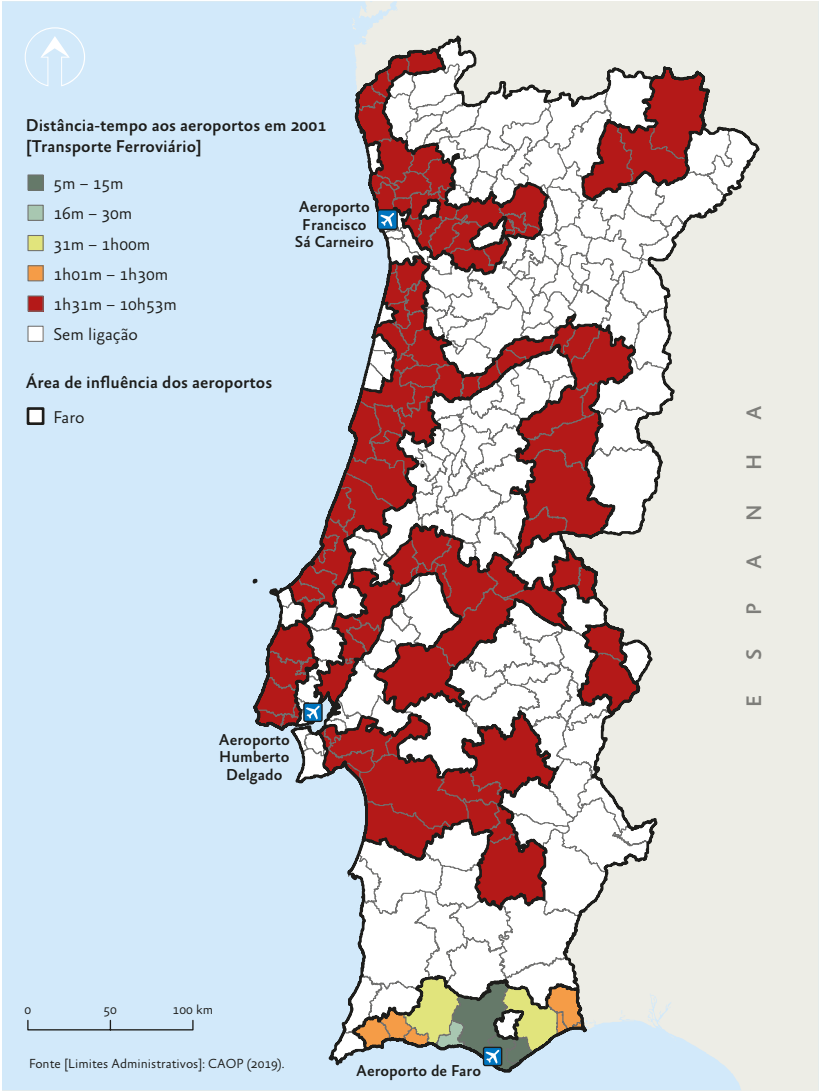 Distância-tempo aos aeroportos em 2001
[Transporte Ferroviário]
5m – 15m
16m – 30m
31m – 1h00m
1h01m – 1h30m
1h31m – 10h53m
Sem ligação
Área de influência dos aeroportos
Faro
Aeroporto
Francisco
Sá Carneiro
Aeroporto
Humberto
Delgado
ESPANHA
0 50 100 km
Fonte [Limites Administrativos]: CAOP (2019).
Aeroporto de Faro